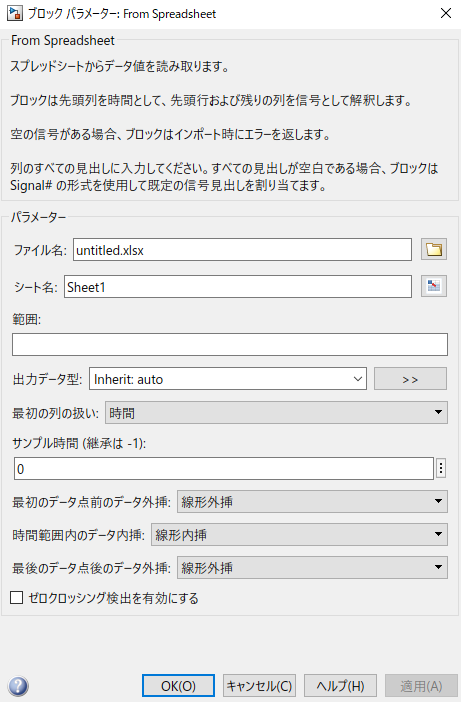 ブロック パラメーター: From Spreadsheet
From Spreadsheet
スプレッドシートからデータ値を読み取ります。
ブロックは先頭列を時間として、先頭行および残りの列を信号として解釈します。
空の信号がある場合、ブロックはインポート時にエラーを返します。
列のすべての見出しに入力してください。すべての見出しが空白である場合、ブロックは
Signal# の形式を使用して既定の信号見出しを割り当てます。
パラメーター
ファイル名: untitled.xlsx
シート名: Sheet1
範囲:
出力データ型: Inherit: auto >>
最初の列の扱い: 時間
サンプル時間 (継承は -1):
0
最初のデータ点前のデータ外挿: 線形外挿
時間範囲内のデータ内挿: 線形内挿
最後のデータ点後のデータ外挿: 線形外挿
ゼロクロッシング検出を有効にする
? OK(O) キャンセル(C) ヘルプ(H) 適用(A)